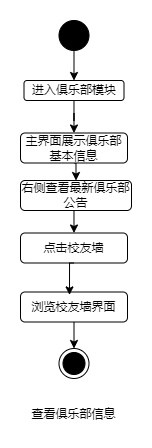 进入俱乐部模块
主界面展示俱乐部
基本信息
右侧查看最新俱乐部
公告
点击校友墙
浏览校友墙界面
查看俱乐部信息